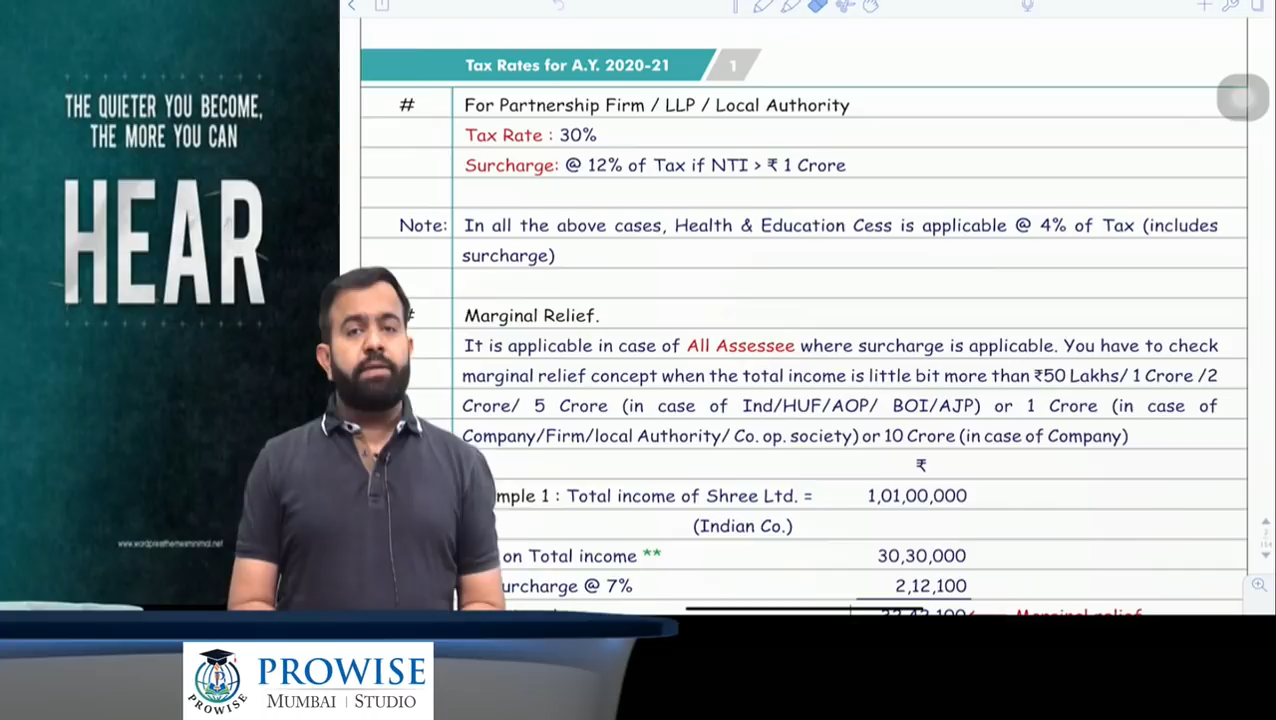 THE QUIETER YOU BECOME,
THE MORE YOU CAN
HEAR
Tax Rates for A.Y. 2020-21 1
# For Partnership Firm / LLP / Local Authority
Tax Rate : 30%
Surcharge: @ 12% of Tax if NTI > ₹ 1 Crore
Note: In all the above cases, Health & Education Cess is applicable @ 4% of Tax (includes
surcharge)
Marginal Relief.
It is applicable in case of All Assessee where surcharge is applicable. You have to check
marginal relief concept when the total income is little bit more than ₹50 Lakhs/ 1 Crore /2
Crore/ 5 Crore (in case of Ind/HUF/AOP/ BOI/AJP) or 1 Crore (in case of
Company/Firm/local Authority/ Co. op. society) or 10 Crore (in case of Company)
₹
mple 1 : Total income of Shree Ltd. = 1,01,00,000
(Indian Co.)
on Total income ** 30,30,000
urcharge @ 7% 2,12,100
Marginal relief
PROWISE
MUMBAI | STUDIO
PROWISE